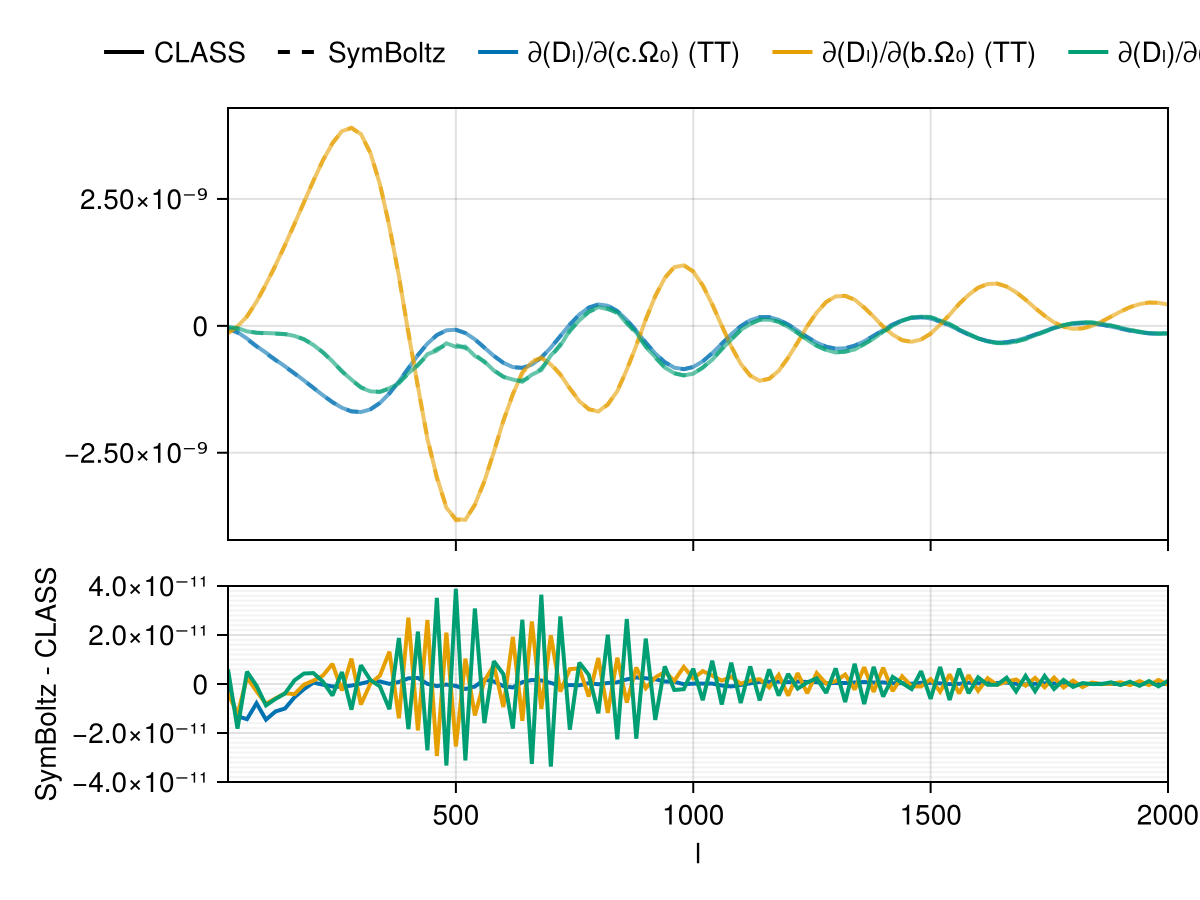 CLASS SymBoltz ∂(Dₗ)/∂(c.Ω₀) (TT) ∂(Dₗ)/∂(b.Ω₀) (TT) ∂(Dₗ)/∂(
2.50×10⁻⁹
0
−2.50×10⁻⁹
SymBoltz - CLASS
4.0×10⁻¹¹
2.0×10⁻¹¹
0
−2.0×10⁻¹¹
−4.0×10⁻¹¹
500 1000 1500 2000
l